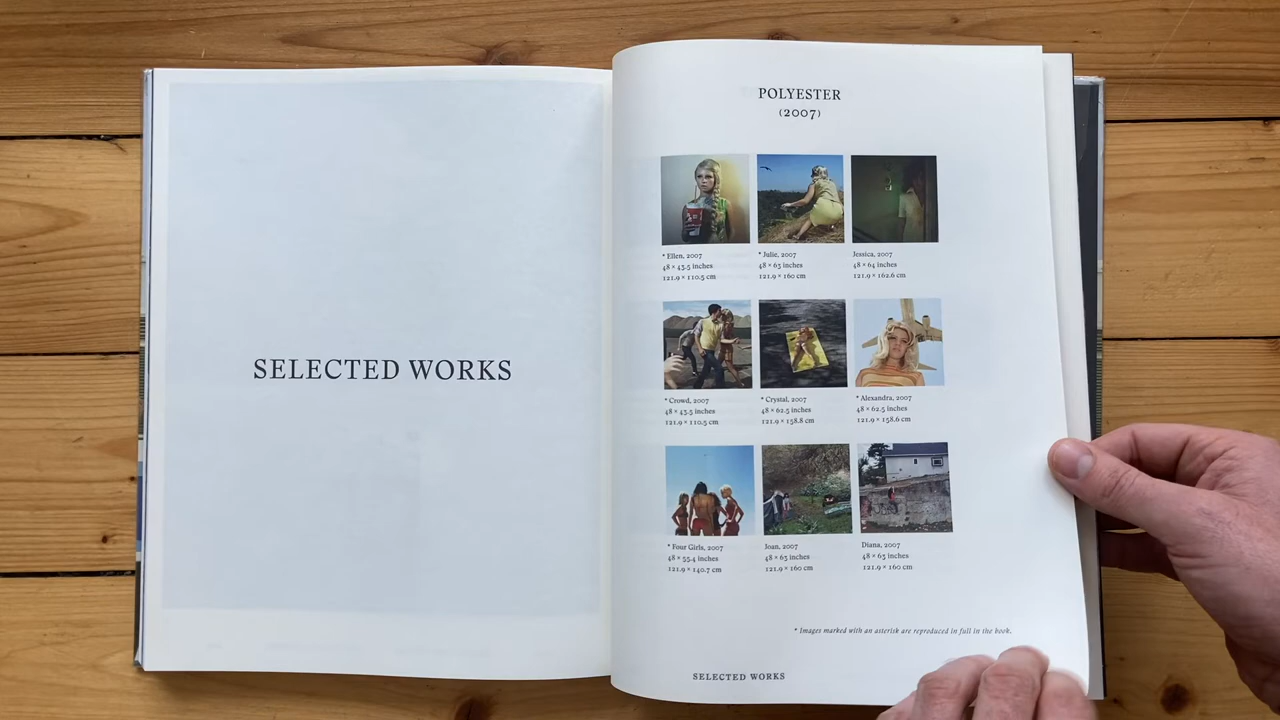 SELECTED WORKS
POLYESTER
(2007)
* Ellen, 2007
48 × 43.5 inches
121.9 × 110.5 cm
* Julie, 2007
48 × 63 inches
121.9 × 160 cm
Jessica, 2007
48 × 64 inches
121.9 × 162.6 cm
* Crowd, 2007
48 × 43.5 inches
121.9 × 110.5 cm
* Crystal, 2007
48 × 62.5 inches
121.9 × 158.8 cm
* Alexandra, 2007
48 × 62.5 inches
121.9 × 158.6 cm
* Four Girls, 2007
48 × 55.4 inches
121.9 × 140.7 cm
Joan, 2007
48 × 63 inches
121.9 × 160 cm
Diana, 2007
48 × 63 inches
121.9 × 160 cm
* Images marked with an asterisk are reproduced in full in the book.
SELECTED WORKS